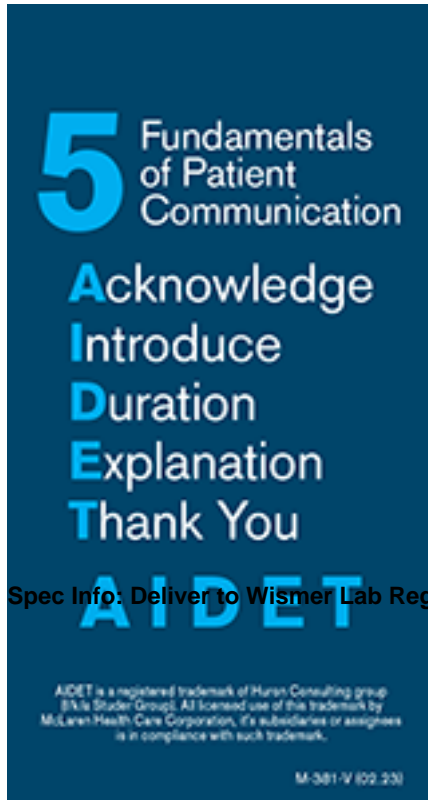 5 Fundamentals
of Patient
Communication
Acknowledge
Introduce
Duration
Explanation
Thank You
Spec Info: Deliver to Wismer Lab Reg
AIDET
AIDET is a registered trademark of Huron Consulting group
(f/k/a Studer Group). All licensed use of this trademark by
McLaren Health Care Corporation, it's subsidiaries or assignees
is in compliance with such trademark.
M-381-V (02.23)